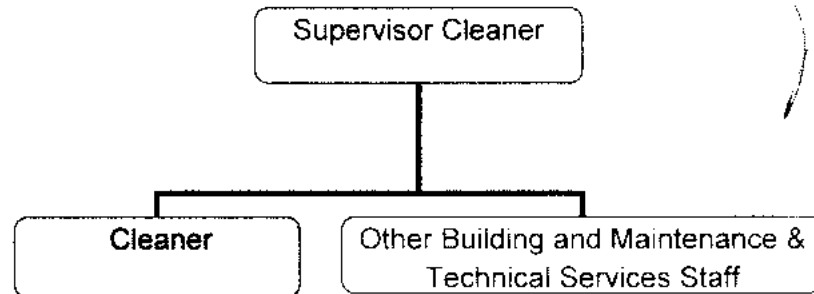 Supervisor Cleaner
Cleaner
Other Building and Maintenance &
Technical Services Staff